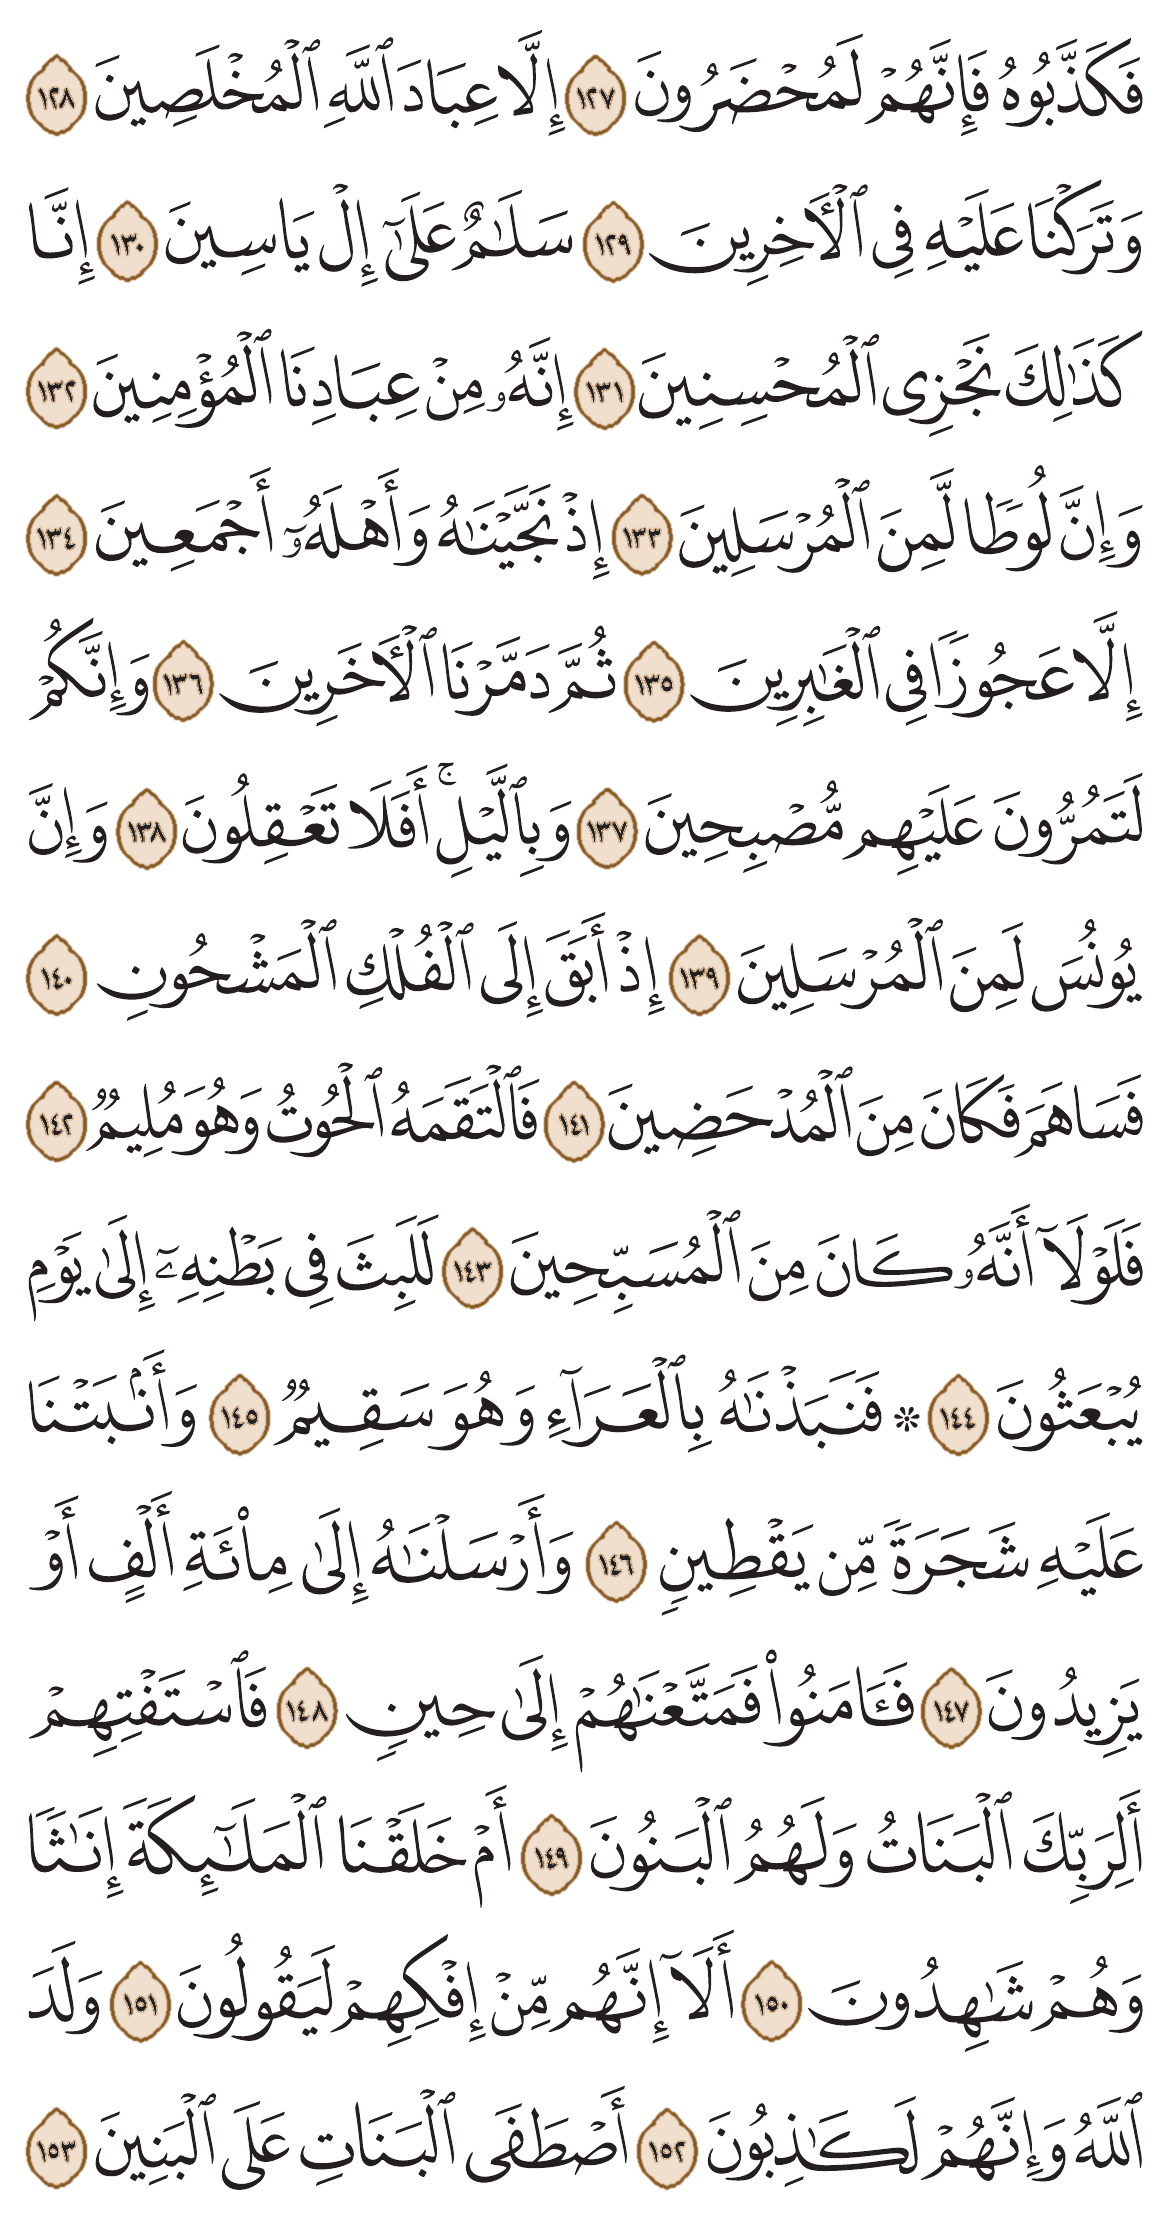 فَكَذَّبُوهُ فَإِنَّهُمْ لَمُحْضَرُونَ ١٢٧ إِلَّا عِبَادَ ٱللَّهِ ٱلْمُخْلَصِينَ ١٢٨
وَتَرَكْنَا عَلَيْهِ فِى ٱلْـَٔاخِرِينَ ١٢٩ سَلَـٰمٌ عَلَىٰٓ إِلْ يَاسِينَ ١٣٠ إِنَّا
كَذَٰلِكَ نَجْزِى ٱلْمُحْسِنِينَ ١٣١ إِنَّهُۥ مِنْ عِبَادِنَا ٱلْمُؤْمِنِينَ ١٣٢
وَإِنَّ لُوطًا لَّمِنَ ٱلْمُرْسَلِينَ ١٣٣ إِذْ نَجَّيْنَـٰهُ وَأَهْلَهُۥٓ أَجْمَعِينَ ١٣٤
إِلَّا عَجُوزًا فِى ٱلْغَـٰبِرِينَ ١٣٥ ثُمَّ دَمَّرْنَا ٱلْـَٔاخَرِينَ ١٣٦ وَإِنَّكُمْ
لَتَمُرُّونَ عَلَيْهِم مُّصْبِحِينَ ١٣٧ وَبِٱلَّيْلِ ۚ أَفَلَا تَعْقِلُونَ ١٣٨ وَإِنَّ
يُونُسَ لَمِنَ ٱلْمُرْسَلِينَ ١٣٩ إِذْ أَبَقَ إِلَى ٱلْفُلْكِ ٱلْمَشْحُونِ ١٤٠
فَسَاهَمَ فَكَانَ مِنَ ٱلْمُدْحَضِينَ ١٤١ فَٱلْتَقَمَهُ ٱلْحُوتُ وَهُوَ مُلِيمٌ ١٤٢
فَلَوْلَآ أَنَّهُۥ كَانَ مِنَ ٱلْمُسَبِّحِينَ ١٤٣ لَلَبِثَ فِى بَطْنِهِۦٓ إِلَىٰ يَوْمِ
يُبْعَثُونَ ١٤٤ ۞ فَنَبَذْنَـٰهُ بِٱلْعَرَآءِ وَهُوَ سَقِيمٌ ١٤٥ وَأَنۢبَتْنَا
عَلَيْهِ شَجَرَةً مِّن يَقْطِينٍ ١٤٦ وَأَرْسَلْنَـٰهُ إِلَىٰ مِا۟ئَةِ أَلْفٍ أَوْ
يَزِيدُونَ ١٤٧ فَـَٔامَنُوا۟ فَمَتَّعْنَـٰهُمْ إِلَىٰ حِينٍ ١٤٨ فَٱسْتَفْتِهِمْ
أَلِرَبِّكَ ٱلْبَنَاتُ وَلَهُمُ ٱلْبَنُونَ ١٤٩ أَمْ خَلَقْنَا ٱلْمَلَـٰٓئِكَةَ إِنَـٰثًا
وَهُمْ شَـٰهِدُونَ ١٥٠ أَلَآ إِنَّهُم مِّنْ إِفْكِهِمْ لَيَقُولُونَ ١٥١ وَلَدَ
ٱللَّهُ وَإِنَّهُمْ لَكَـٰذِبُونَ ١٥٢ أَصْطَفَى ٱلْبَنَاتِ عَلَى ٱلْبَنِينَ ١٥٣